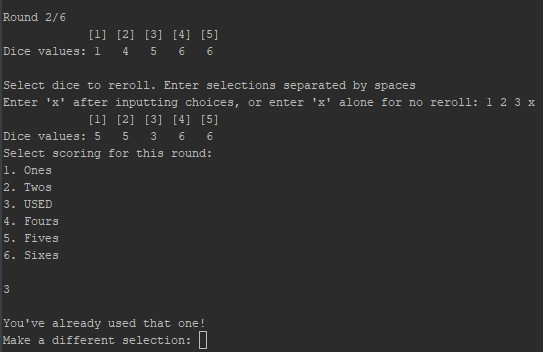 Round 2/6
[1] [2] [3] [4] [5]
Dice values: 1 4 5 6 6
Select dice to reroll. Enter selections separated by spaces
Enter 'x' after inputting choices, or enter 'x' alone for no reroll: 1 2 3 x
[1] [2] [3] [4] [5]
Dice values: 5 5 3 6 6
Select scoring for this round:
1. Ones
2. Twos
3. USED
4. Fours
5. Fives
6. Sixes
3
You've already used that one!
Make a different selection: